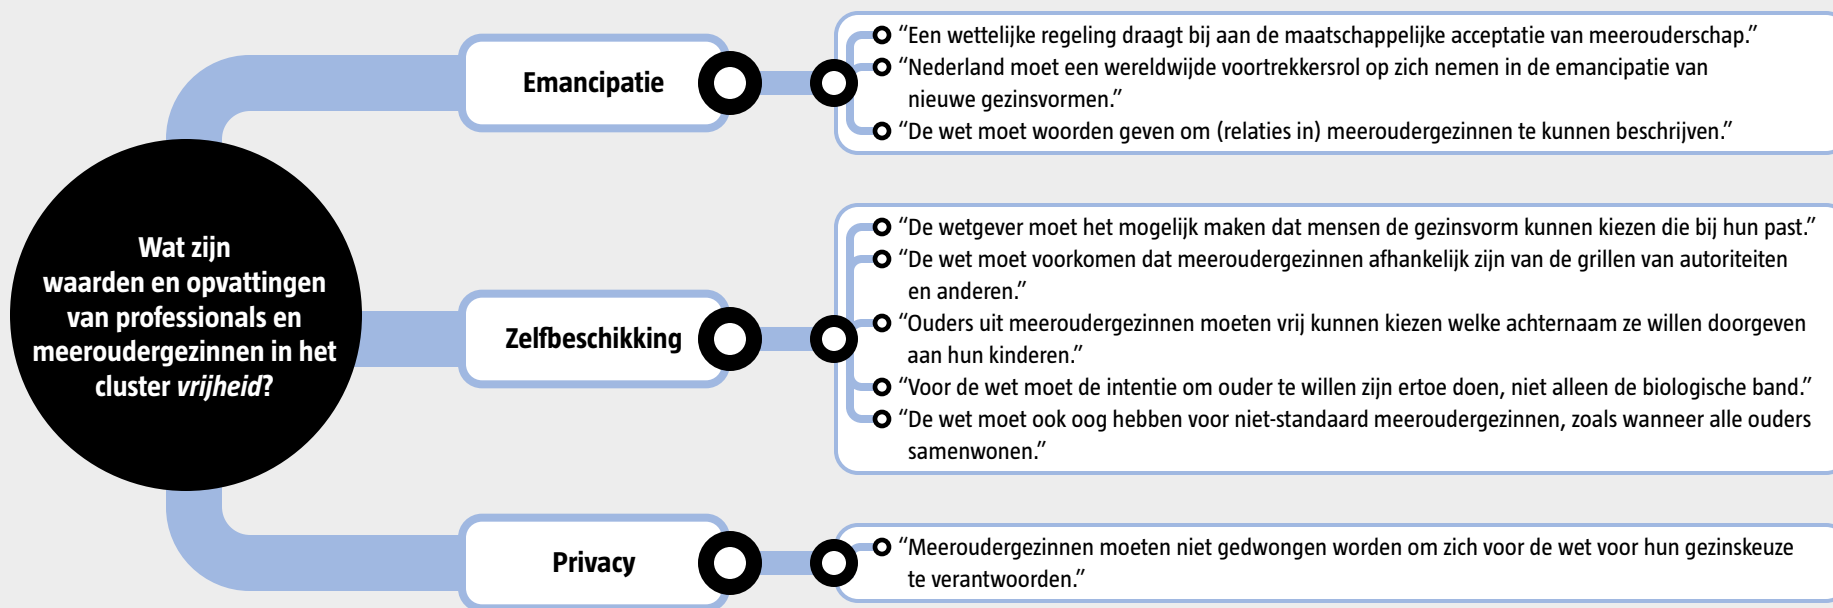 Wat zijn
waarden en opvattingen
van professionals en
meeroudergezinnen in het
cluster vrijheid?
Emancipatie
“Een wettelijke regeling draagt bij aan de maatschappelijke acceptatie van meerouderschap.”
“Nederland moet een wereldwijde voortrekkersrol op zich nemen in de emancipatie van
nieuwe gezinsvormen.”
“De wet moet woorden geven om (relaties in) meeroudergezinnen te kunnen beschrijven.”
Zelfbeschikking
“De wetgever moet het mogelijk maken dat mensen de gezinsvorm kunnen kiezen die bij hun past.”
“De wet moet voorkomen dat meeroudergezinnen afhankelijk zijn van de grillen van autoriteiten
en anderen.”
“Ouders uit meeroudergezinnen moeten vrij kunnen kiezen welke achternaam ze willen doorgeven
aan hun kinderen.”
“Voor de wet moet de intentie om ouder te willen zijn ertoe doen, niet alleen de biologische band.”
“De wet moet ook oog hebben voor niet-standaard meeroudergezinnen, zoals wanneer alle ouders
samenwonen.”
Privacy
“Meeroudergezinnen moeten niet gedwongen worden om zich voor de wet voor hun gezinskeuze
te verantwoorden.”